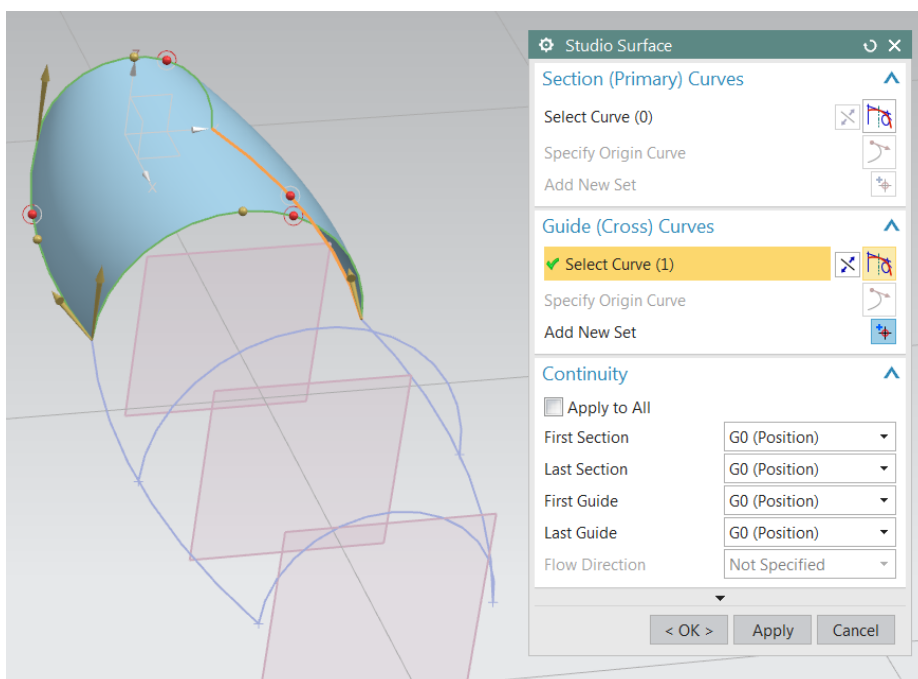 Studio Surface
Section (Primary) Curves
Select Curve (0)
Specify Origin Curve
Add New Set
Guide (Cross) Curves
Select Curve (1)
Specify Origin Curve
Add New Set
Continuity
Apply to All
First Section G0 (Position)
Last Section G0 (Position)
First Guide G0 (Position)
Last Guide G0 (Position)
Flow Direction Not Specified
< OK > Apply Cancel